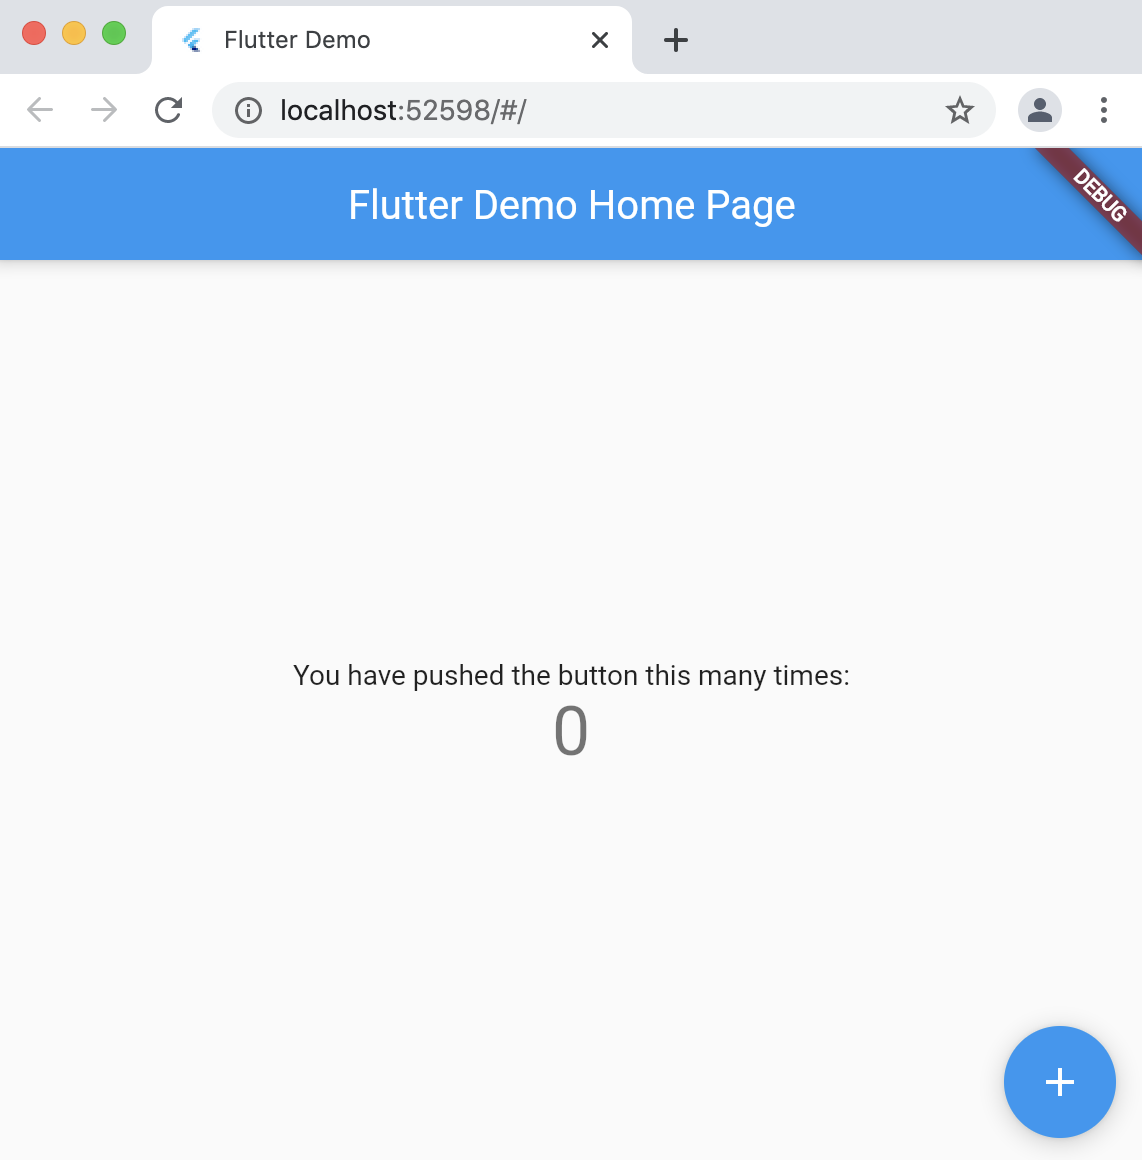 Flutter Demo
localhost:52598/#/
Flutter Demo Home Page
DEBUG
You have pushed the button this many times:
0